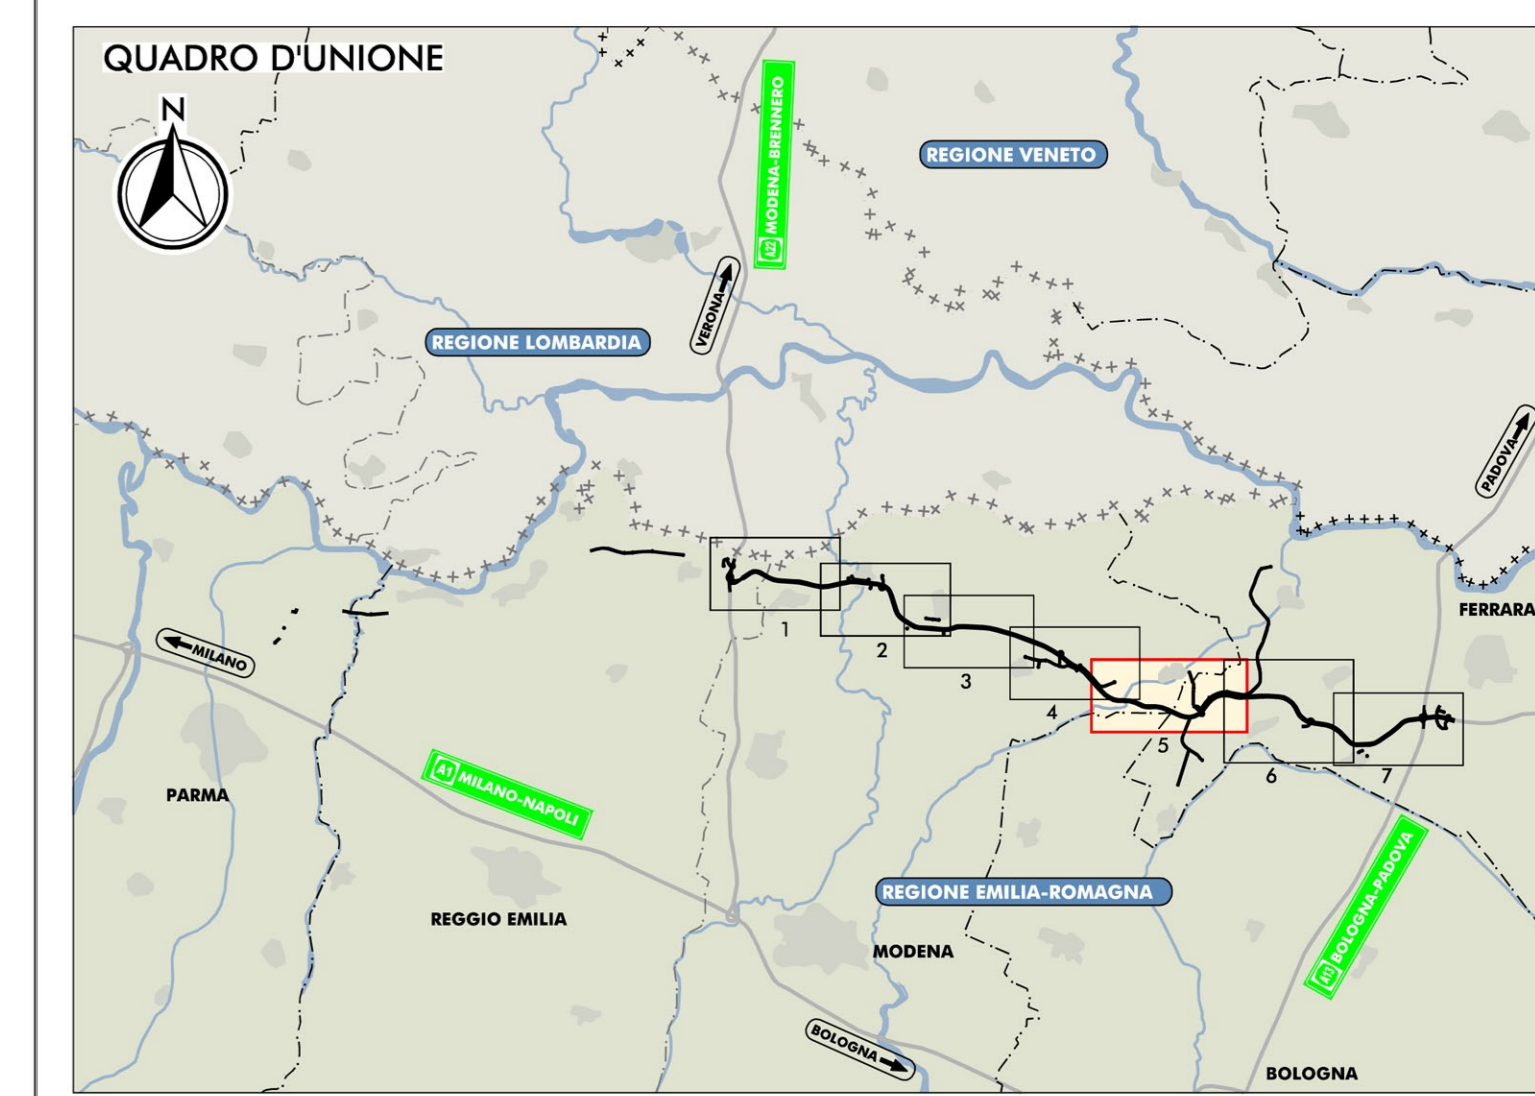 QUADRO D'UNIONE
N
A22 MODENA-BRENNERO
REGIONE VENETO
VERONA
REGIONE LOMBARDIA
PADOVA
FERRARA
MILANO
1
2
3
4
5
6
7
A1 MILANO-NAPOLI
PARMA
REGGIO EMILIA
REGIONE EMILIA-ROMAGNA
MODENA
A13 BOLOGNA-PADOVA
BOLOGNA
BOLOGNA